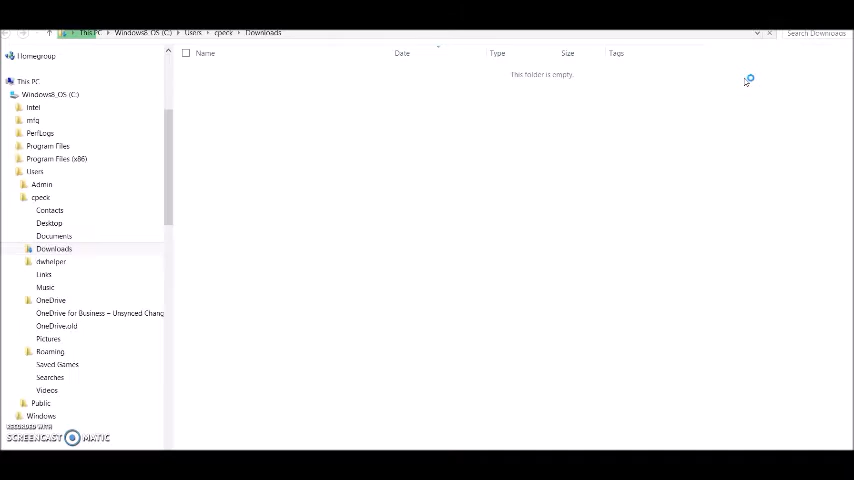 This PC Windows8_OS (C:) Users cpeck Downloads Search Downloads
Name Date Type Size Tags
This folder is empty.
Homegroup
This PC
Windows8_OS (C:)
Intel
mfg
PerfLogs
Program Files
Program Files (x86)
Users
Admin
cpeck
Contacts
Desktop
Documents
Downloads
dwhelper
Links
Music
OneDrive
OneDrive for Business – Unsynced Chang
OneDrive.old
Pictures
Roaming
Saved Games
Searches
Videos
Public
Windows
RECORDED WITH
SCREENCAST MATIC